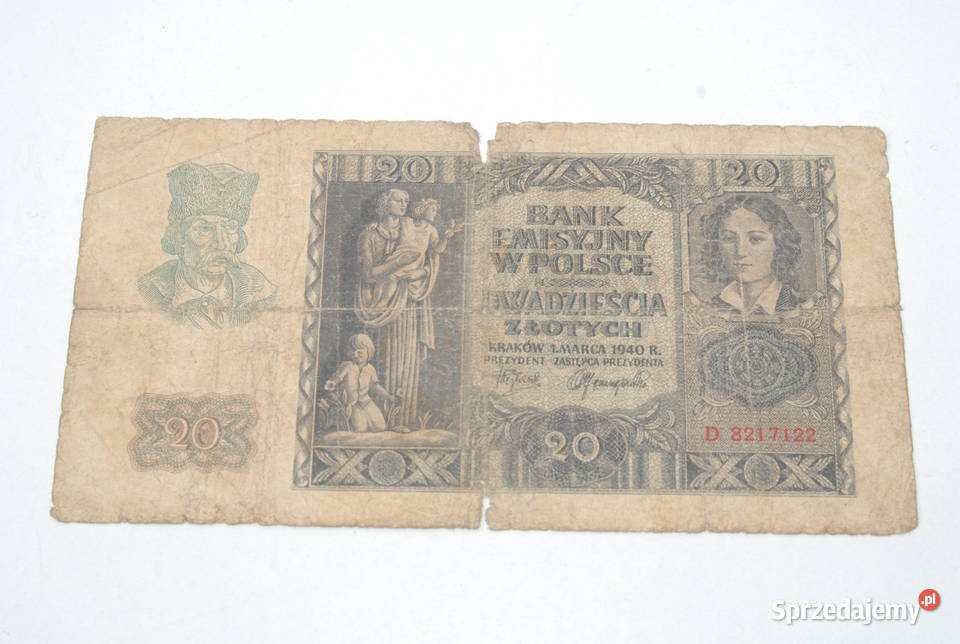 20
20
BANK
EMISYJNY
W POLSCE
DWADZIEŚCIA
ZŁOTYCH
KRAKÓW 1. MARCA 1940 R.
PREZYDENT ZASTĘPCA PREZYDENTA
20
20
D 8217122
Sprzedajemy.pl